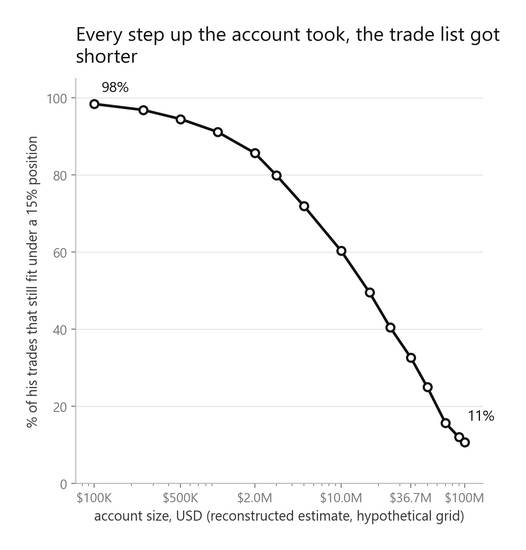 Every step up the account took, the trade list got
shorter
98%
100
80
60
40
20
0
% of his trades that still fit under a 15% position
11%
$100K
$500K
$2.0M
$10.0M
$36.7M
$100M
account size, USD (reconstructed estimate, hypothetical grid)